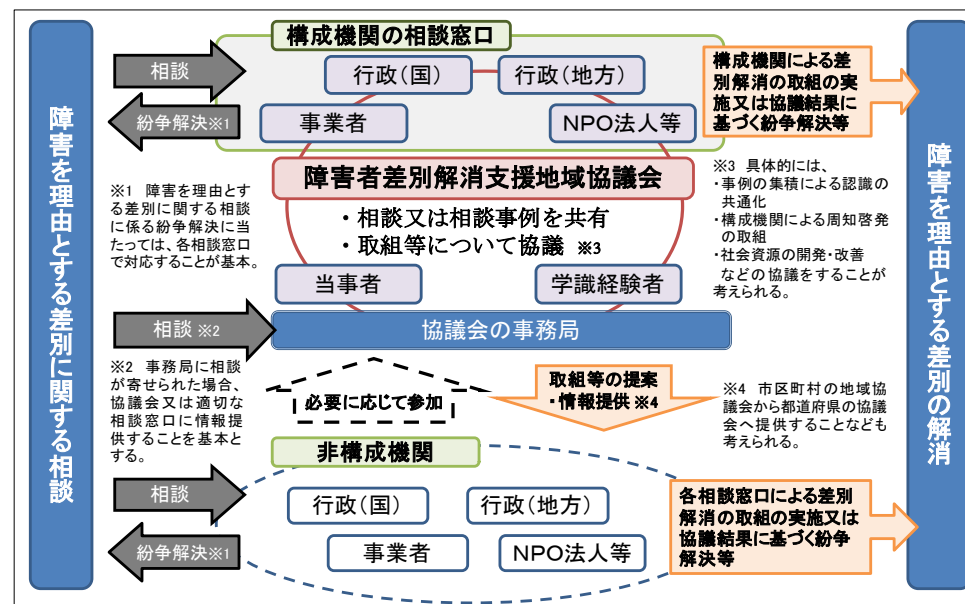 障害を理由とする差別に関する相談
構成機関の相談窓口
相談
紛争解決※1
行政(国)
行政(地方)
事業者
NPO法人等
構成機関による差
別解消の取組の実
施又は協議結果に
基づく紛争解決等
障害者差別解消支援地域協議会
・相談又は相談事例を共有
・取組等について協議 ※3
※1 障害を理由とす
る差別に関する相談
に係る紛争解決に当
たっては、各相談窓口
で対応することが基本。
※3 具体的には、
・事例の集積による認識の
共通化
・構成機関による周知啓発
の取組
・社会資源の開発・改善
などの協議をすることが
考えられる。
当事者
学識経験者
相談 ※2
協議会の事務局
※2 事務局に相談
が寄せられた場合、
協議会又は適切な
相談窓口に情報提
供することを基本と
する。
必要に応じて参加
取組等の提案
・情報提供 ※4
※4 市区町村の地域協
議会から都道府県の協議
会へ提供することなども
考えられる。
非構成機関
相談
紛争解決※1
行政(国)
行政(地方)
事業者
NPO法人等
各相談窓口による差別
解消の取組の実施又は
協議結果に基づく紛争
解決等
障害を理由とする差別の解消